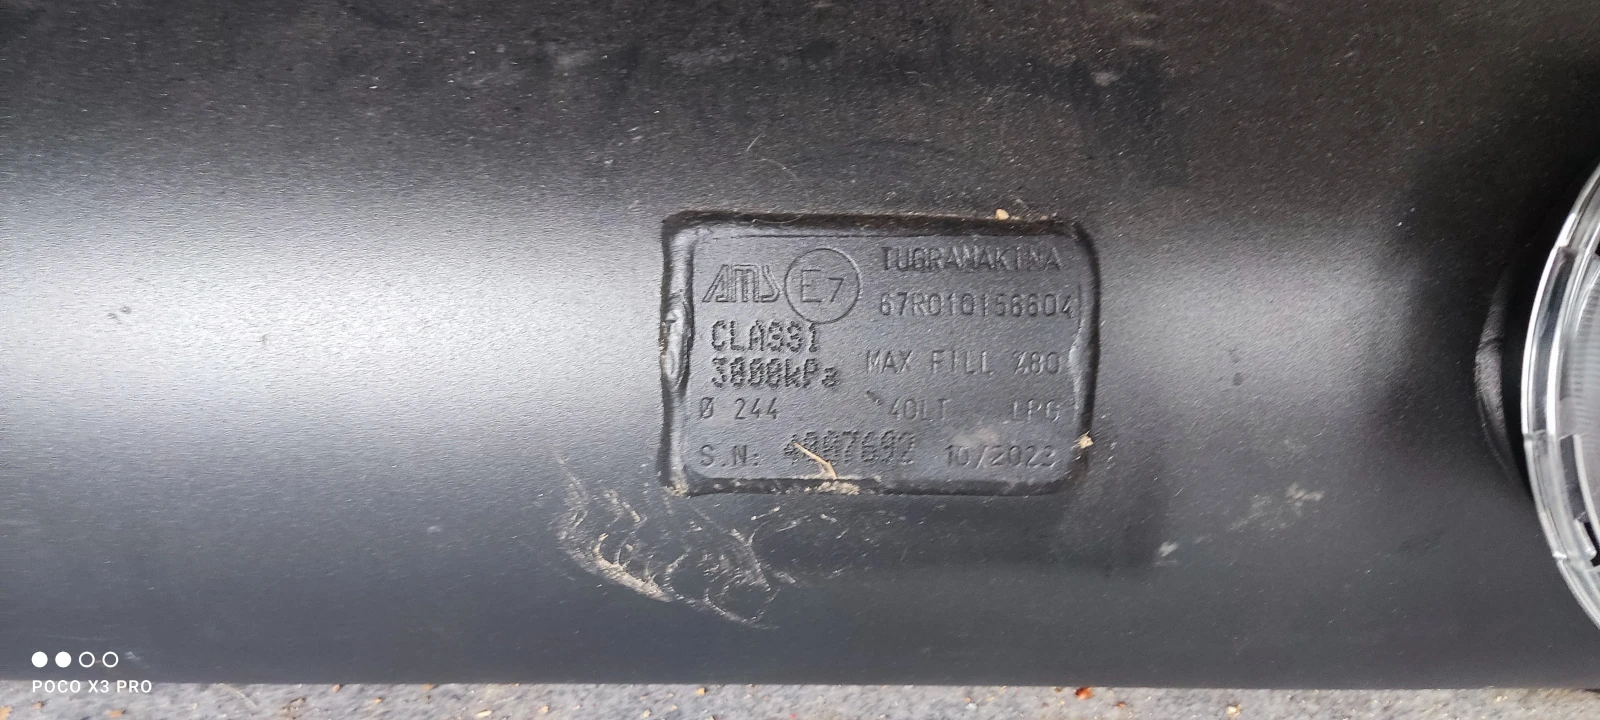 AMS E7 TUGRAMAKINA
67R010156604
CLASS1
3000kPa MAX FILL %80
Ø 244 40LT LPG
S.N: 10/2023
POCO X3 PRO